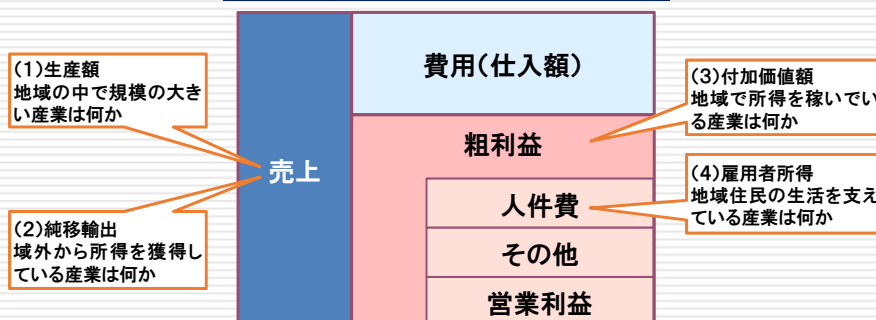 (1)生産額
地域の中で規模の大き
い産業は何か
(2)純移輸出
域外から所得を獲得し
ている産業は何か
売上
費用(仕入額)
粗利益
人件費
その他
営業利益
(3)付加価値額
地域で所得を稼いでい
る産業は何か
(4)雇用者所得
地域住民の生活を支え
ている産業は何か